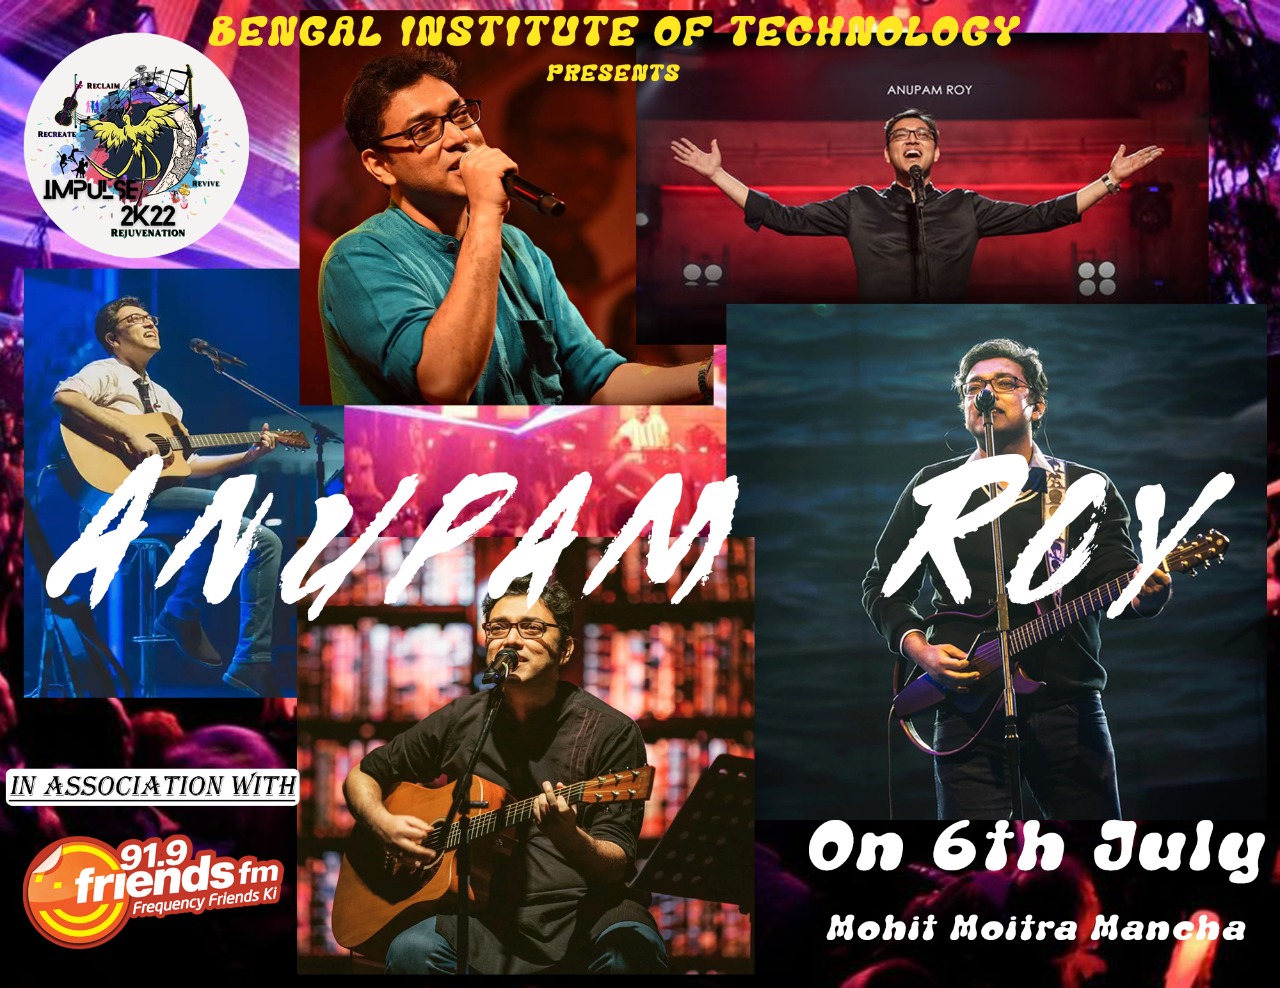 BENGAL INSTITUTE OF TECHNOLOGY
PRESENTS
ANUPAM ROY
RECLAIM
RECREATE
REVIVE
IMPULSE
2K22
REJUVENATION
ANUPAM ROY
IN ASSOCIATION WITH
91.9
friends fm
Frequency Friends Ki
On 6th July
Mohit Moitra Mancha